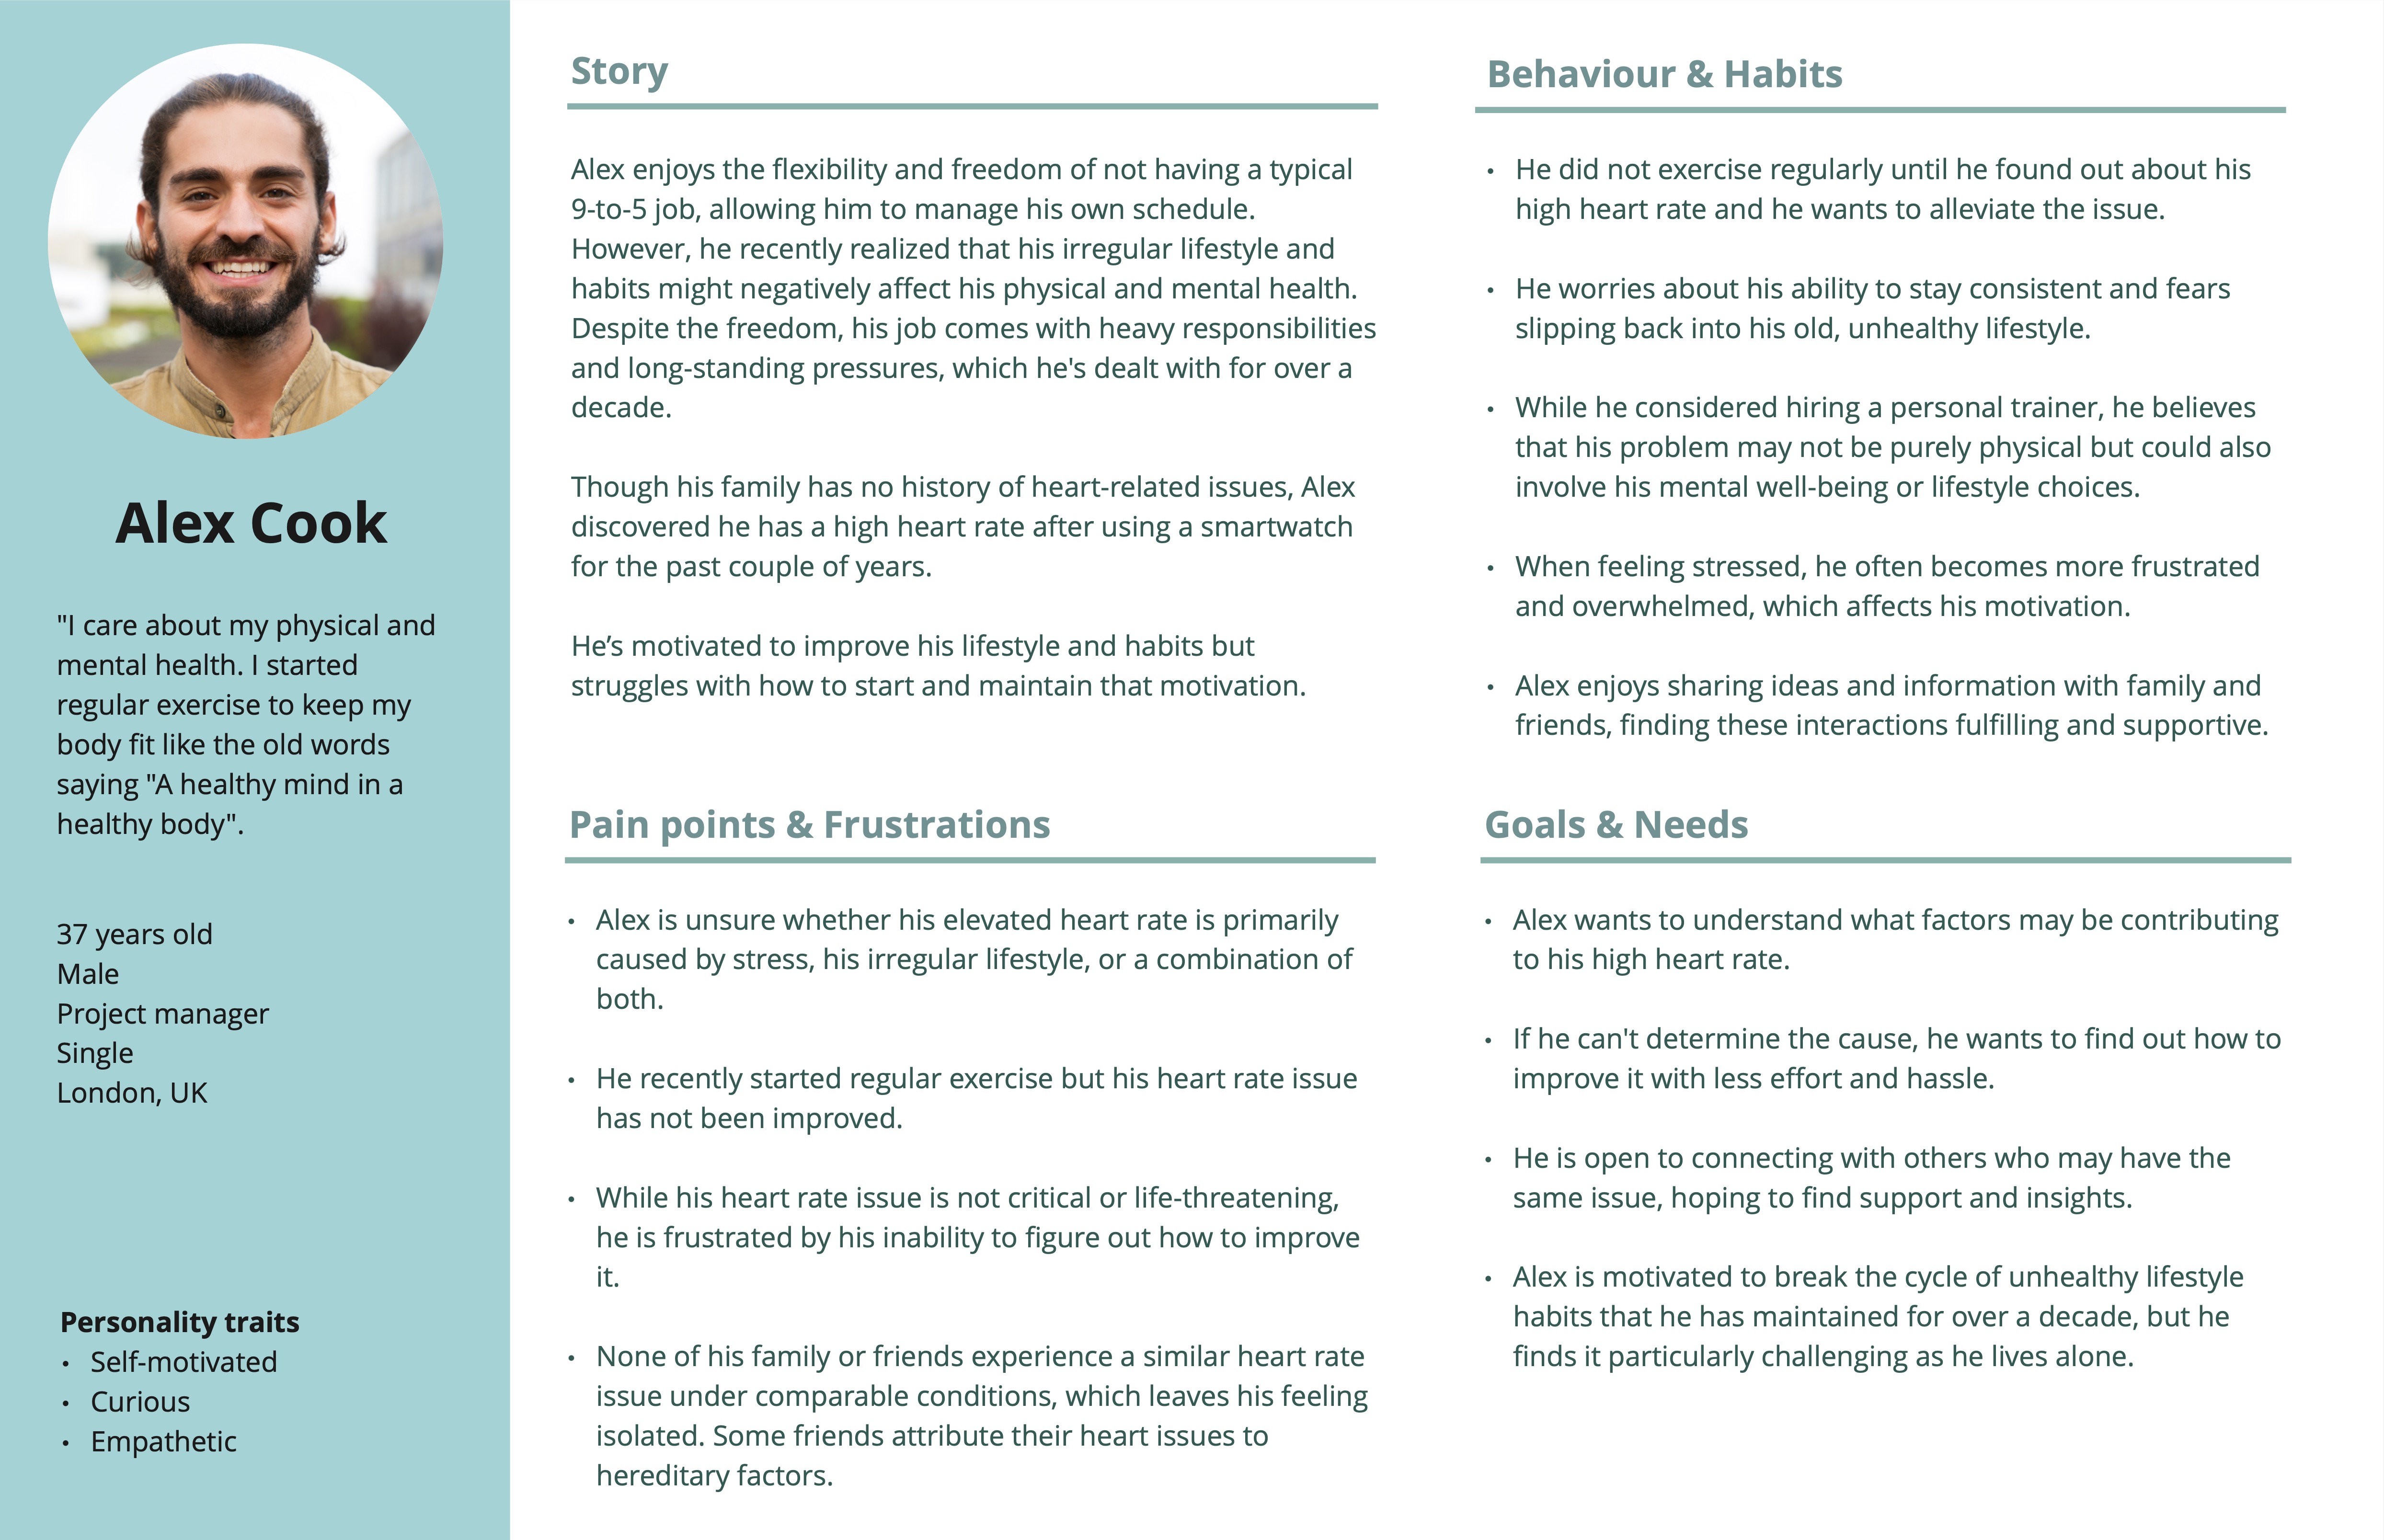 Alex Cook
"I care about my physical and
mental health. I started
regular exercise to keep my
body fit like the old words
saying "A healthy mind in a
healthy body".
37 years old
Male
Project manager
Single
London, UK
Personality traits
• Self-motivated
• Curious
• Empathetic
Story
Alex enjoys the flexibility and freedom of not having a typical
9-to-5 job, allowing him to manage his own schedule.
However, he recently realized that his irregular lifestyle and
habits might negatively affect his physical and mental health.
Despite the freedom, his job comes with heavy responsibilities
and long-standing pressures, which he's dealt with for over a
decade.
Though his family has no history of heart-related issues, Alex
discovered he has a high heart rate after using a smartwatch
for the past couple of years.
He’s motivated to improve his lifestyle and habits but
struggles with how to start and maintain that motivation.
Behaviour & Habits
• He did not exercise regularly until he found out about his
high heart rate and he wants to alleviate the issue.
• He worries about his ability to stay consistent and fears
slipping back into his old, unhealthy lifestyle.
• While he considered hiring a personal trainer, he believes
that his problem may not be purely physical but could also
involve his mental well-being or lifestyle choices.
• When feeling stressed, he often becomes more frustrated
and overwhelmed, which affects his motivation.
• Alex enjoys sharing ideas and information with family and
friends, finding these interactions fulfilling and supportive.
Pain points & Frustrations
• Alex is unsure whether his elevated heart rate is primarily
caused by stress, his irregular lifestyle, or a combination of
both.
• He recently started regular exercise but his heart rate issue
has not been improved.
• While his heart rate issue is not critical or life-threatening,
he is frustrated by his inability to figure out how to improve
it.
• None of his family or friends experience a similar heart rate
issue under comparable conditions, which leaves his feeling
isolated. Some friends attribute their heart issues to
hereditary factors.
Goals & Needs
• Alex wants to understand what factors may be contributing
to his high heart rate.
• If he can't determine the cause, he wants to find out how to
improve it with less effort and hassle.
• He is open to connecting with others who may have the
same issue, hoping to find support and insights.
• Alex is motivated to break the cycle of unhealthy lifestyle
habits that he has maintained for over a decade, but he
finds it particularly challenging as he lives alone.